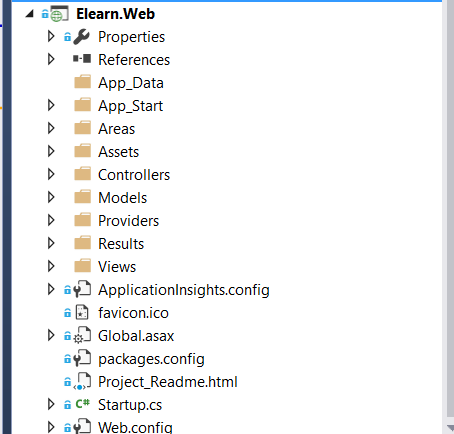 Elearn.Web
Properties
References
App_Data
App_Start
Areas
Assets
Controllers
Models
Providers
Results
Views
ApplicationInsights.config
favicon.ico
Global.asax
packages.config
Project_Readme.html
C# Startup.cs
Web.config